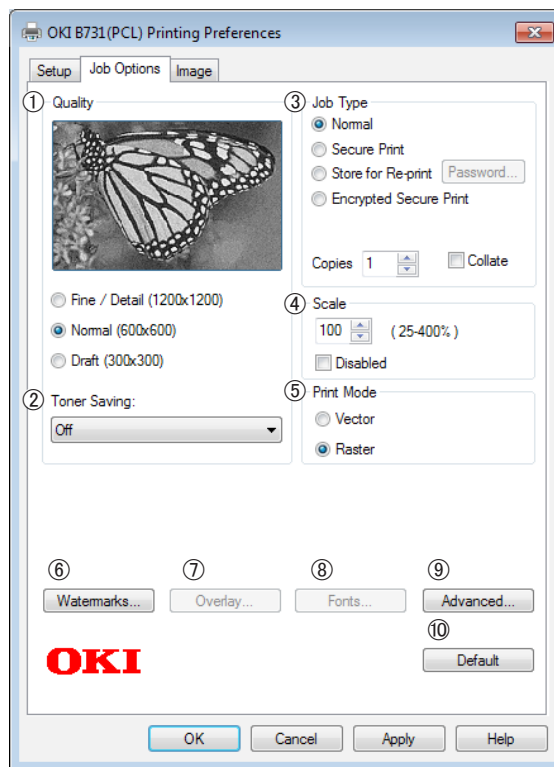 OKI B731(PCL) Printing Preferences
Setup
Job Options
Image
① Quality
Fine / Detail (1200x1200)
Normal (600x600)
Draft (300x300)
② Toner Saving:
Off
③ Job Type
Normal
Secure Print
Store for Re-print
Password...
Encrypted Secure Print
Copies 1
Collate
④ Scale
100 ( 25-400% )
Disabled
⑤ Print Mode
Vector
Raster
⑥ ⑦ ⑧ ⑨
Watermarks... Overlay... Fonts... Advanced...
⑩
OKI
Default
OK Cancel Apply Help